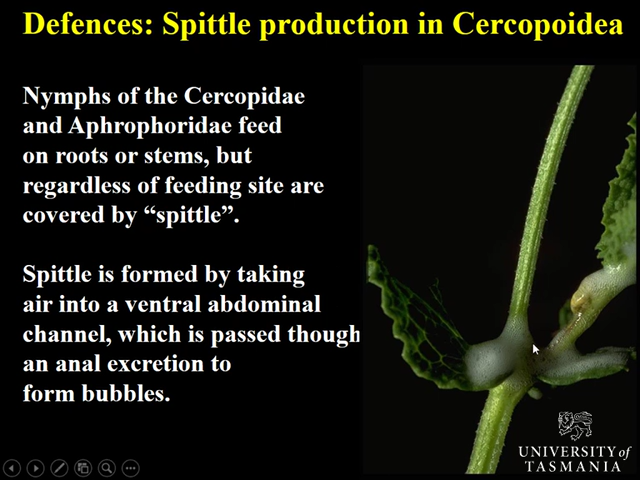 Defences: Spittle production in Cercopoidea
Nymphs of the Cercopidae
and Aphrophoridae feed
on roots or stems, but
regardless of feeding site are
covered by “spittle”.
Spittle is formed by taking
air into a ventral abdominal
channel, which is passed though
an anal excretion to
form bubbles.
UNIVERSITY of
TASMANIA